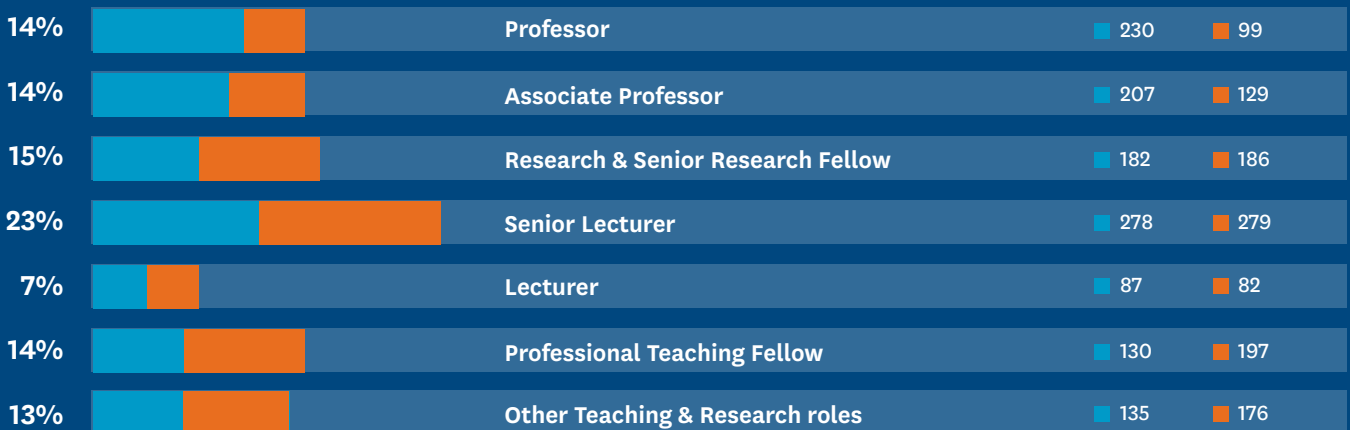 14% Professor 230 99
14% Associate Professor 207 129
15% Research & Senior Research Fellow 182 186
23% Senior Lecturer 278 279
7% Lecturer 87 82
14% Professional Teaching Fellow 130 197
13% Other Teaching & Research roles 135 176